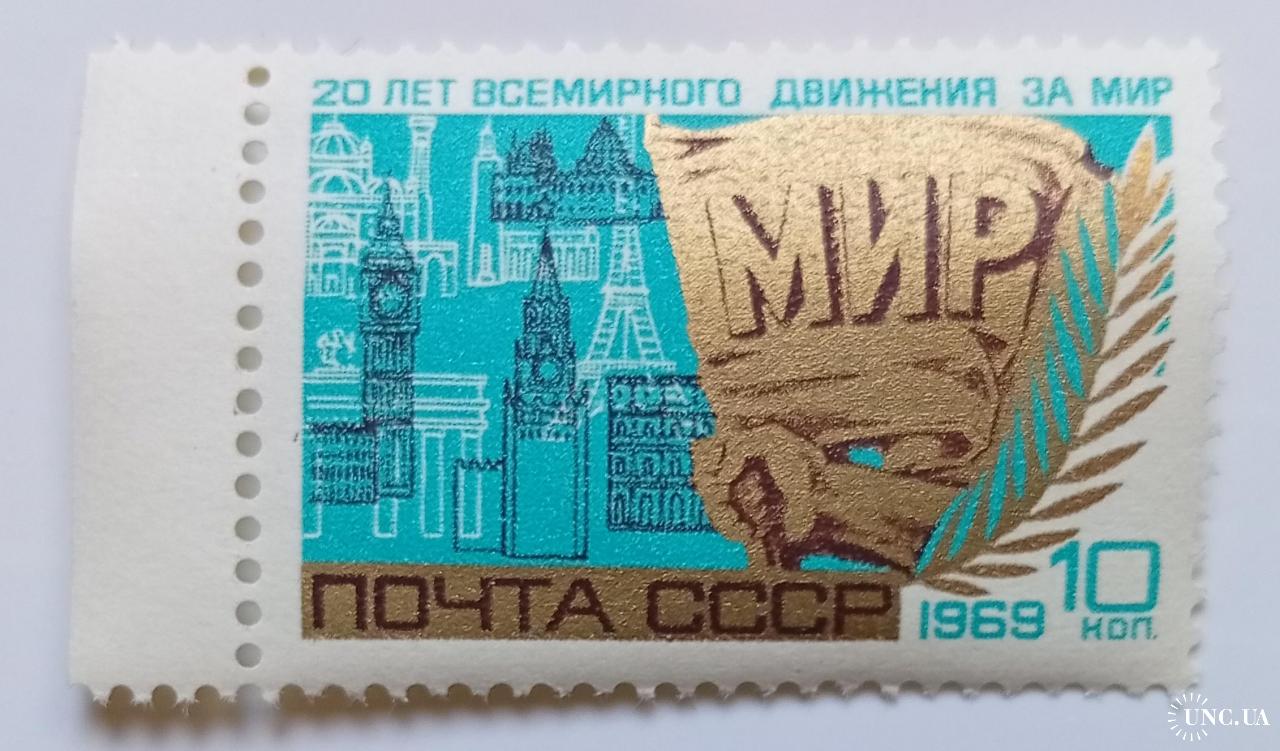 20 ЛЕТ ВСЕМИРНОГО ДВИЖЕНИЯ ЗА МИР
МИР
ПОЧТА СССР
1969
10
КОП.
UNC.UA